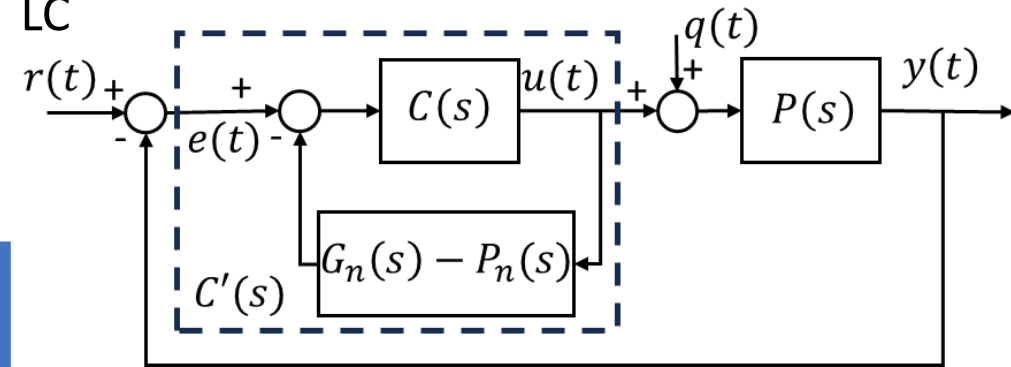 LC
q(t)
r(t) + + u(t) + + y(t)
C(s) P(s)
- e(t) -
G_n(s) − P_n(s)
C′(s)